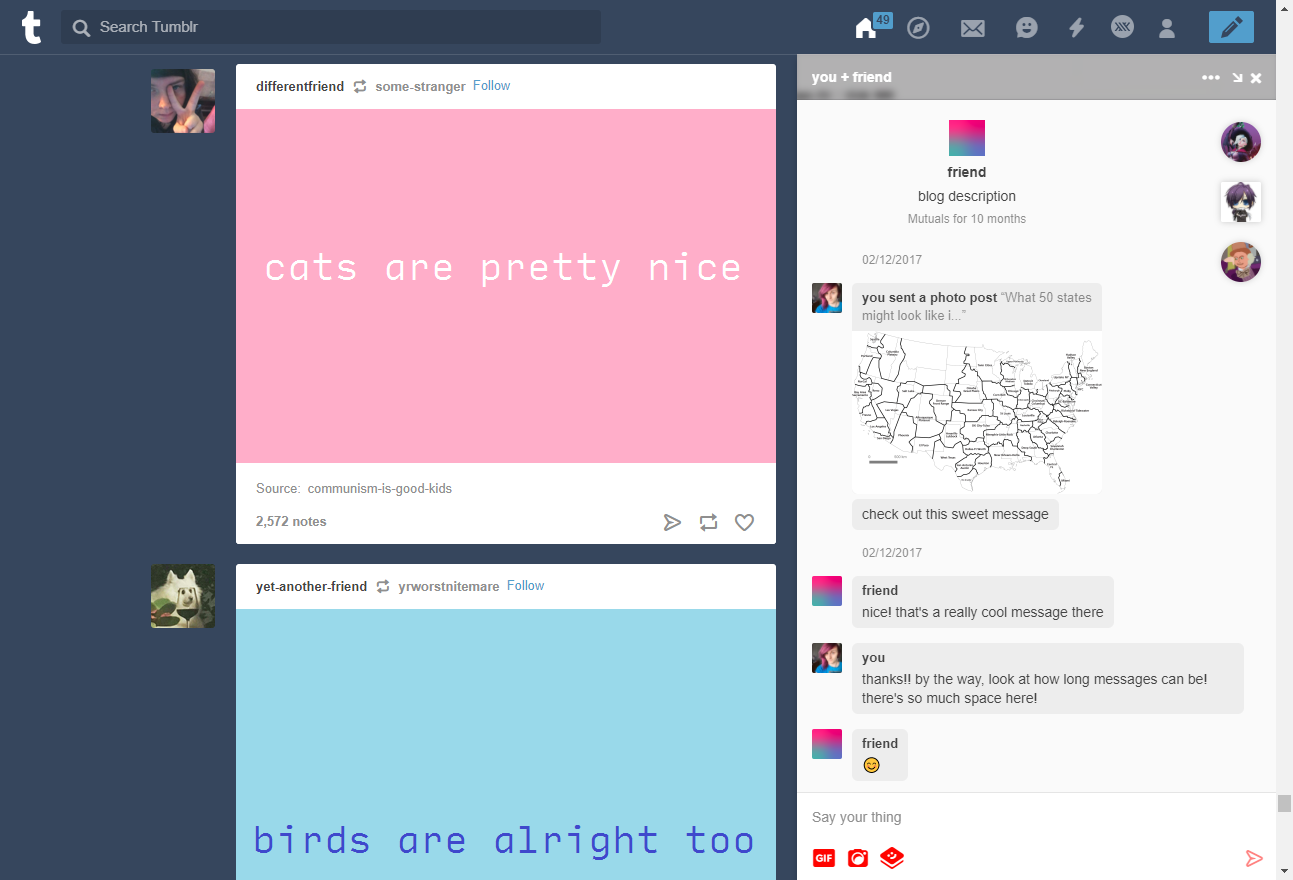 t
Search Tumblr
49
differentfriend some-stranger Follow
cats are pretty nice
Source: communism-is-good-kids
2,572 notes
yet-another-friend yrworstnitemare Follow
birds are alright too
you + friend
friend
blog description
Mutuals for 10 months
02/12/2017
you sent a photo post “What 50 states
might look like i...”
check out this sweet message
02/12/2017
friend
nice! that's a really cool message there
you
thanks!! by the way, look at how long messages can be!
there's so much space here!
friend
Say your thing
GIF